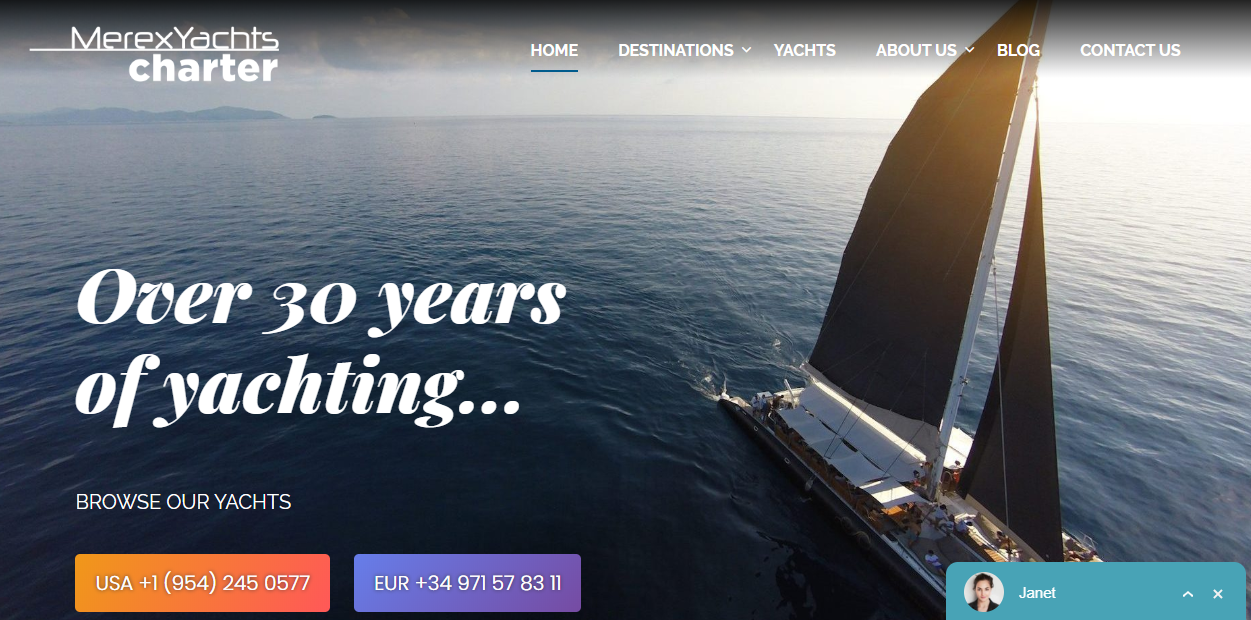 MerexYachts
charter
HOME DESTINATIONS YACHTS ABOUT US BLOG CONTACT US
Over 30 years
of yachting...
BROWSE OUR YACHTS
USA +1 (954) 245 0577 EUR +34 971 57 83 11
Janet